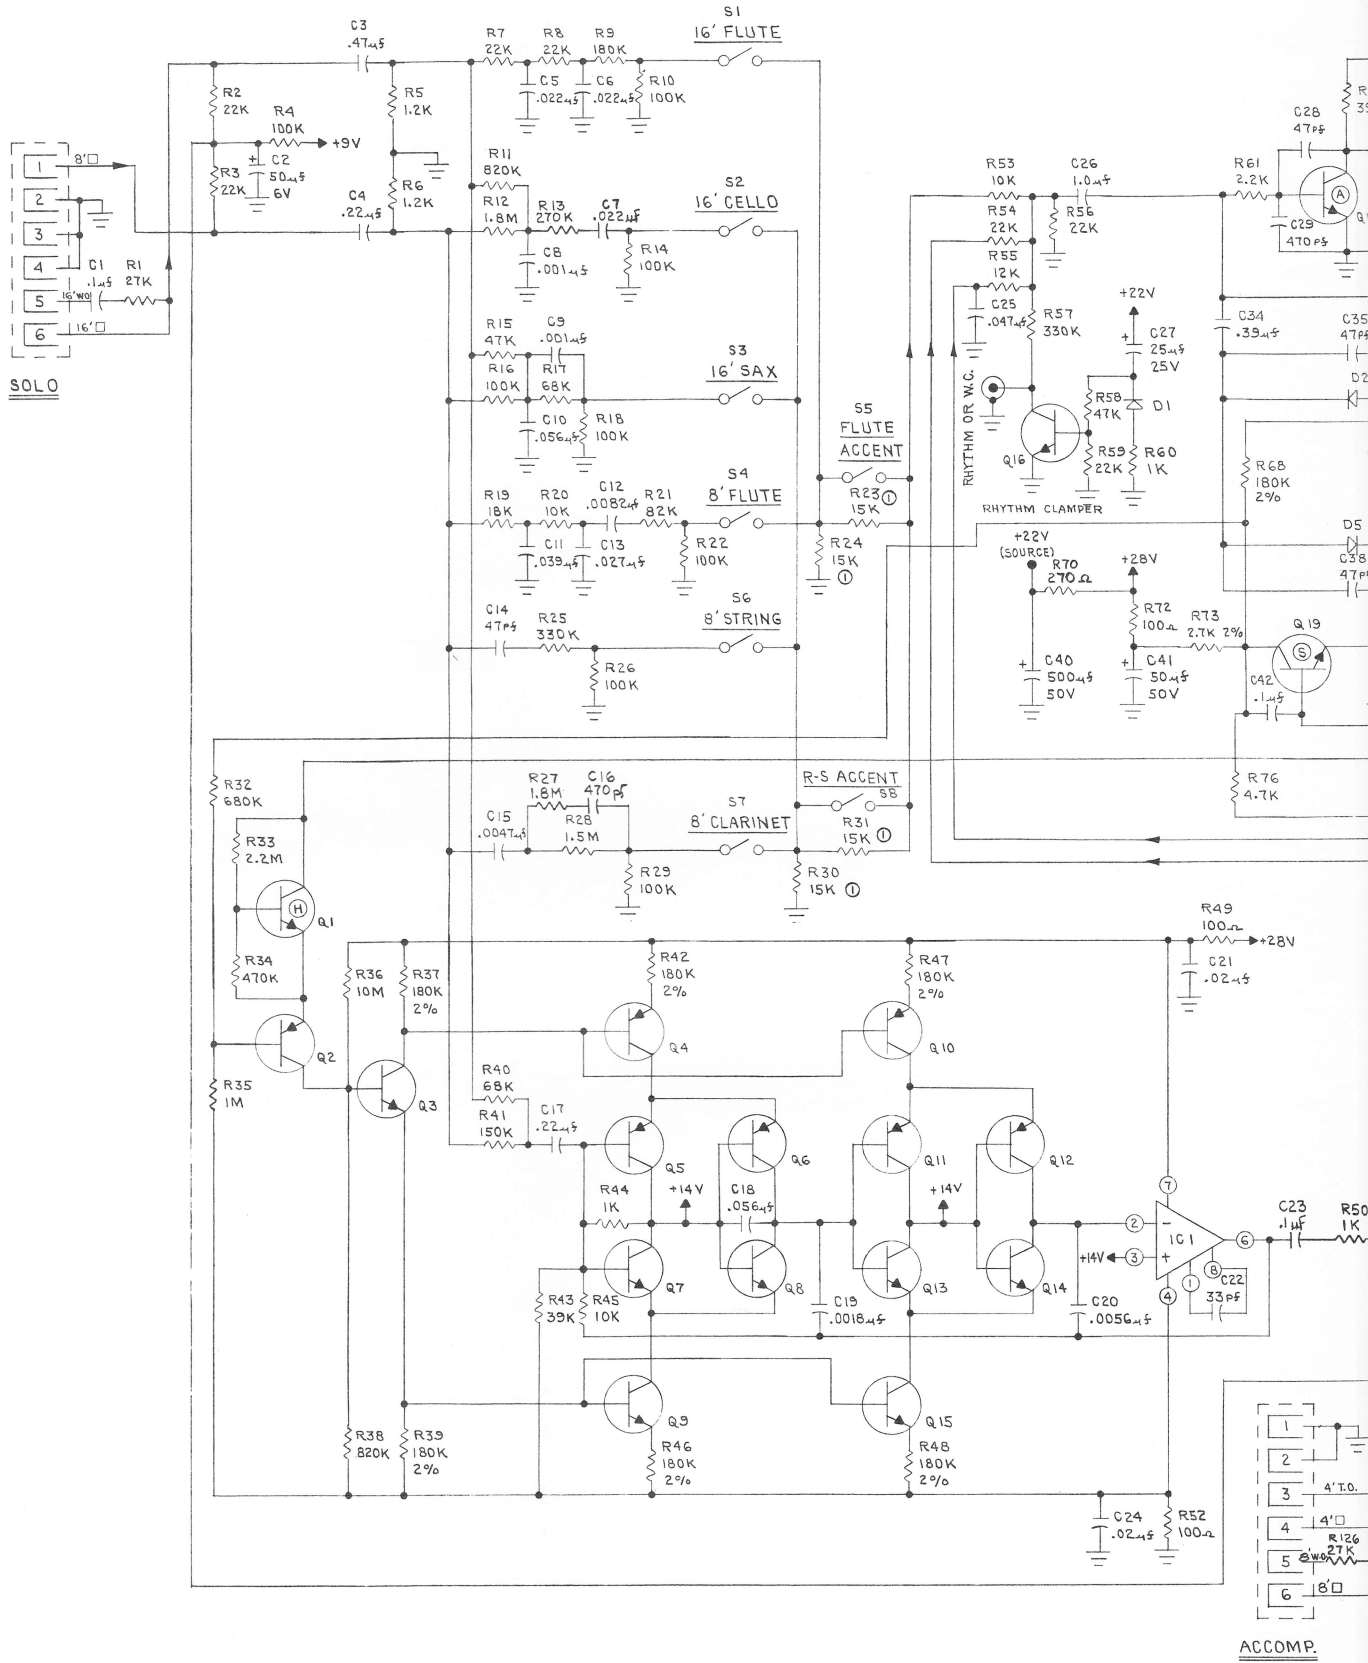 S1
16' FLUTE
C3
.47µf
R7
22K
R8
22K
R9
180K
R2
22K
R4
100K
+9V
R5
1.2K
C5
.022µf
C6
.022µf
R10
100K
C28
47pf
1
8'□
R3
22K
+
C2
50µf
6V
C4
.22µf
R6
1.2K
R11
820K
R12
1.8M
R13
270K
C7
.022µf
S2
16' CELLO
R53
10K
C26
1.0µf
R61
2.2K
A
2
3
4
C1
.1µf
R1
27K
C8
.001µf
R14
100K
R54
22K
R56
22K
C29
470pf
5
16'WO
6
16'□
SOLO
R55
12K
C25
.047µf
R57
330K
+22V
+
C27
25µf
25V
C34
.39µf
C35
R15
47K
C9
.001µf
S3
16' SAX
R16
100K
R17
68K
C10
.056µf
R18
100K
S5
FLUTE
ACCENT
RHYTHM OR W.C.
R58
47K
D1
D2
Q16
R59
22K
R60
1K
R68
180K
2%
RHYTHM CLAMPER
S4
8' FLUTE
R19
18K
R20
10K
C12
.0082µf
R21
82K
R23 ①
15K
C11
.039µf
C13
.027µf
R22
100K
R24
15K
①
+22V
(SOURCE)
R70
270Ω
+28V
D5
C38
R72
100Ω
R73
2.7K 2%
Q19
S
C14
47pf
R25
330K
S6
8' STRING
R26
100K
+
C40
500µf
50V
+
C41
50µf
50V
C42
.1µf
R32
680K
R76
4.7K
R27
1.8M
C16
470pf
R-S ACCENT
S8
C15
.0047µf
R28
1.5M
S7
8' CLARINET
R31
15K ①
R33
2.2M
R29
100K
R30
15K ①
H
Q1
R49
100Ω
+28V
R34
470K
R36
10M
R37
180K
2%
R42
180K
2%
R47
180K
2%
C21
.02µf
Q2
Q4
Q10
R35
1M
Q3
R40
68K
R41
150K
C17
.22µf
Q5
Q6
Q11
Q12
R44
1K
+14V
C18
.056µf
+14V
7
2
−
IC1
6
C23
.1µf
R50
1K
+14V
3
+
8
1
4
C22
33pf
Q7
Q8
Q13
Q14
R43
39K
R45
10K
C19
.0018µf
C20
.0056µf
Q9
Q15
R38
820K
R39
180K
2%
R46
180K
2%
R48
180K
2%
1
2
3
4'T.O.
C24
.02µf
R52
100Ω
4
4'□
R126
27K
5
8'WO
6
8'□
ACCOMP.